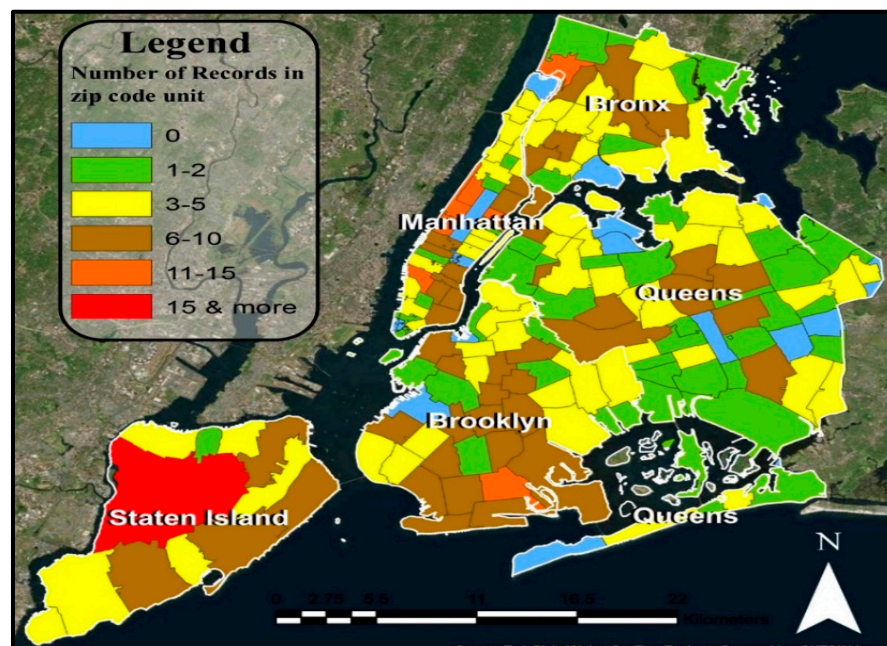 Legend
Number of Records in
zip code unit
0
1-2
3-5
6-10
11-15
15 & more
Bronx
Manhattan
Queens
Brooklyn
Staten Island
Queens
N
0 2.75 5.5 11 16.5 22
Kilometers